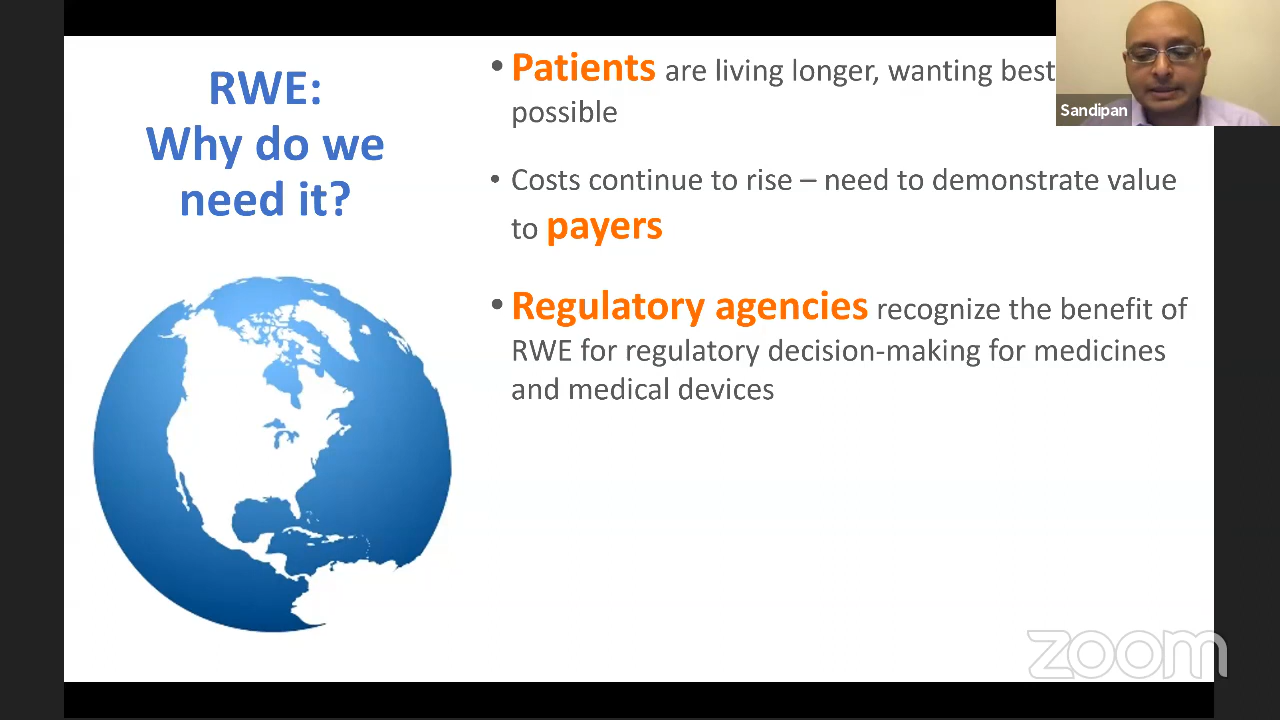 RWE:
Why do we
need it?
• Patients are living longer, wanting best
possible
• Costs continue to rise – need to demonstrate value
to payers
• Regulatory agencies recognize the benefit of
RWE for regulatory decision-making for medicines
and medical devices
Sandipan
zoom